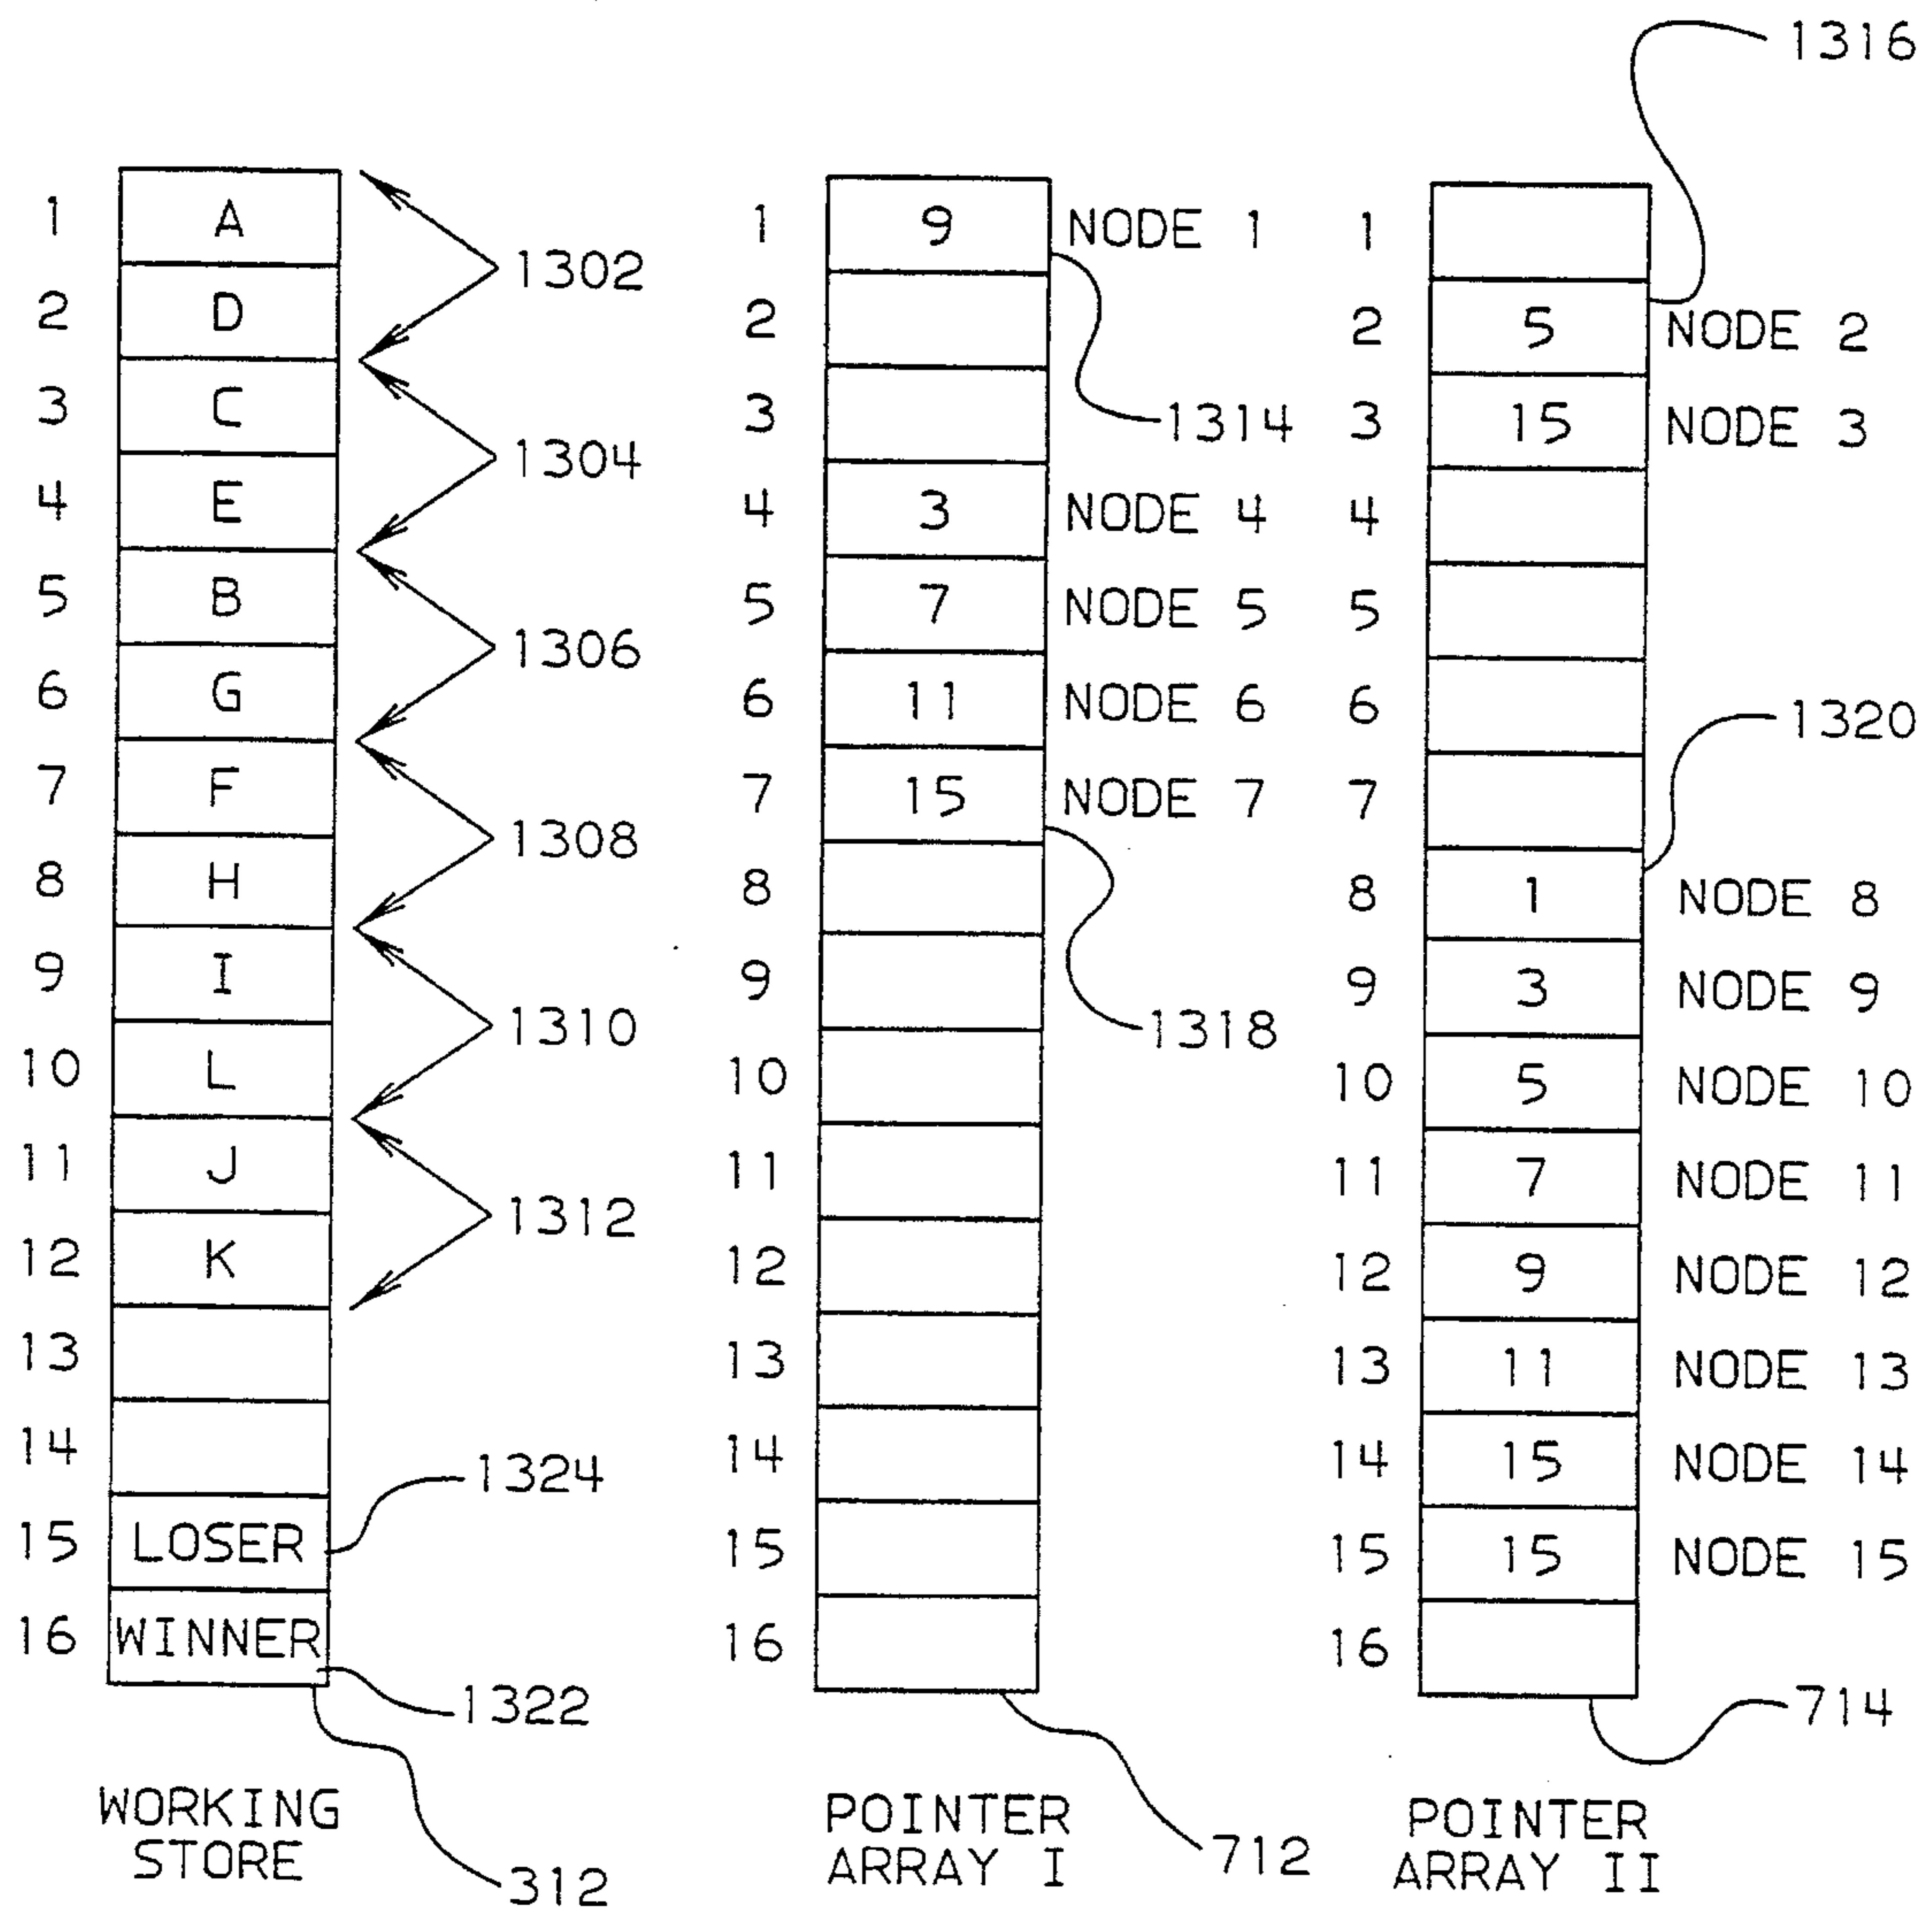 1316
1 A 1 9 NODE 1 1
1302
2 D 2 2 5 NODE 2
3 C 3 1314 3 15 NODE 3
1304
4 E 4 3 NODE 4 4
5 B 5 7 NODE 5 5
1306
6 G 6 11 NODE 6 6
1320
7 F 7 15 NODE 7 7
1308
8 H 8 8 1 NODE 8
9 I 9 9 3 NODE 9
1310 1318
10 L 10 10 5 NODE 10
11 J 11 11 7 NODE 11
1312
12 K 12 12 9 NODE 12
13 13 13 11 NODE 13
14 14 14 15 NODE 14
1324
15 LOSER 15 15 15 NODE 15
16 WINNER 16 16
1322 714
WORKING
STORE
312
POINTER
ARRAY I
712
POINTER
ARRAY II